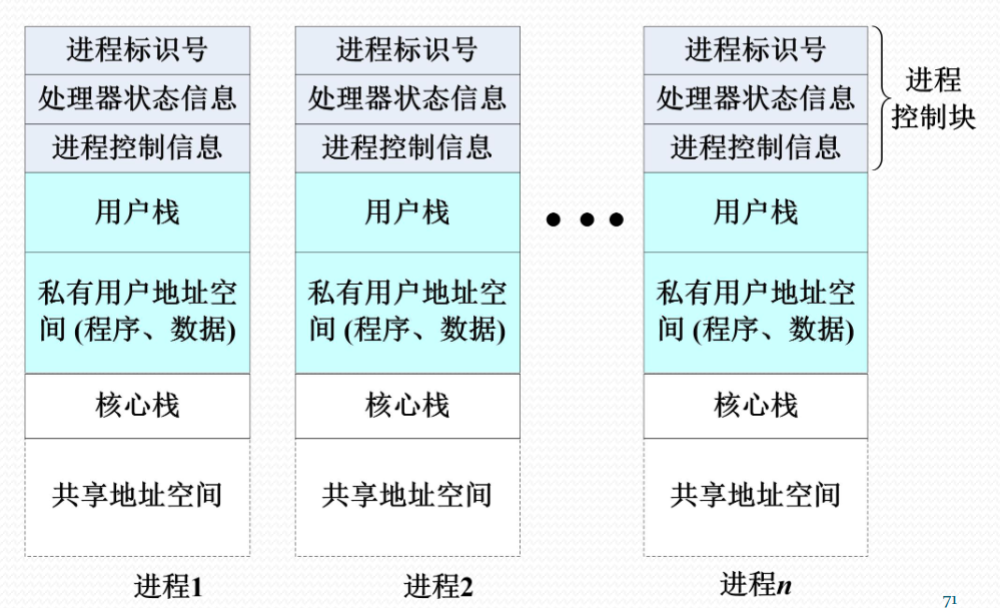 进程标识号
处理器状态信息
进程控制信息
用户栈
私有用户地址空
间 (程序、数据)
核心栈
共享地址空间
进程1
进程标识号
处理器状态信息
进程控制信息
用户栈
私有用户地址空
间 (程序、数据)
核心栈
共享地址空间
进程2
进程标识号
处理器状态信息
进程控制信息
用户栈
私有用户地址空
间 (程序、数据)
核心栈
共享地址空间
进程n
进程
控制块
71